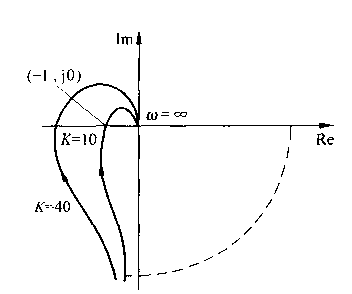 Im
(−1, j0)
ω=∞
K=10
Re
K=40